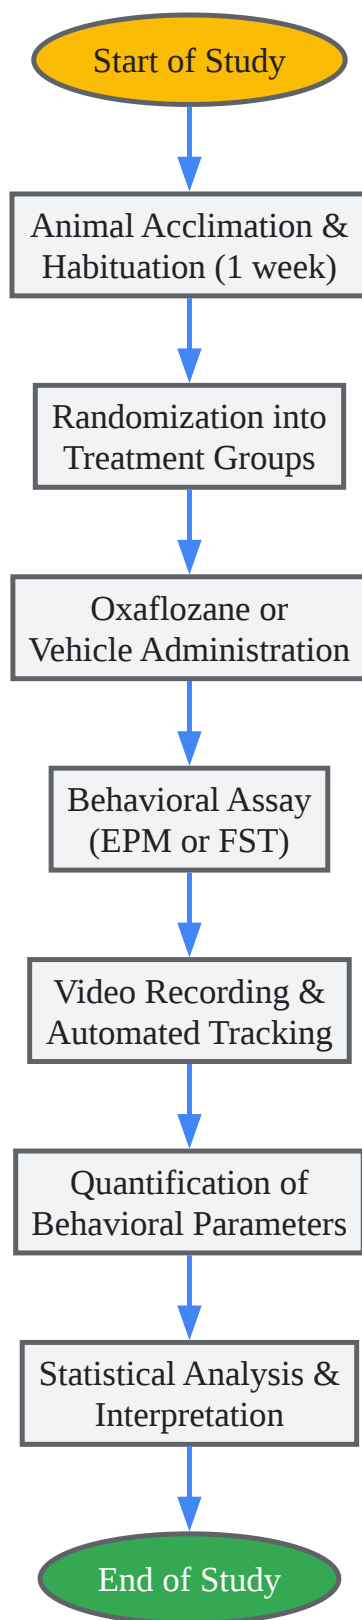 Start of Study
Animal Acclimation &
Habituation (1 week)
Randomization into
Treatment Groups
Oxaflozane or
Vehicle Administration
Behavioral Assay
(EPM or FST)
Video Recording &
Automated Tracking
Quantification of
Behavioral Parameters
Statistical Analysis &
Interpretation
End of Study